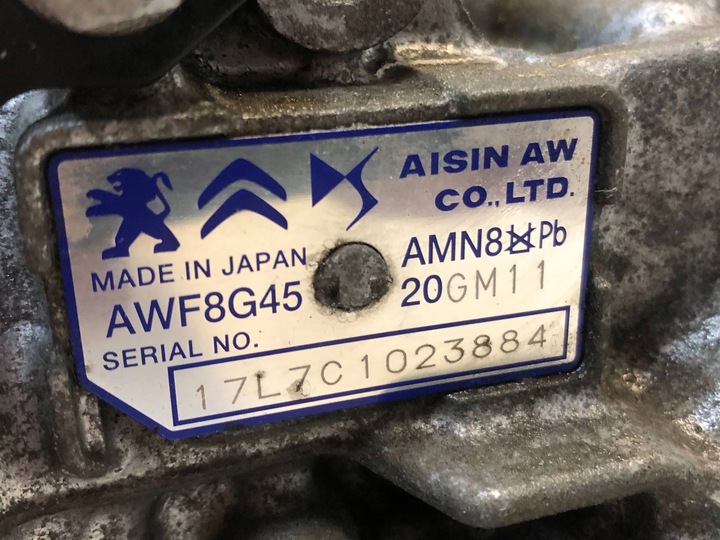 AISIN AW
CO., LTD.
MADE IN JAPAN
AWF8G45
AMN8 Pb
20GM11
SERIAL NO.
17L7C1023884